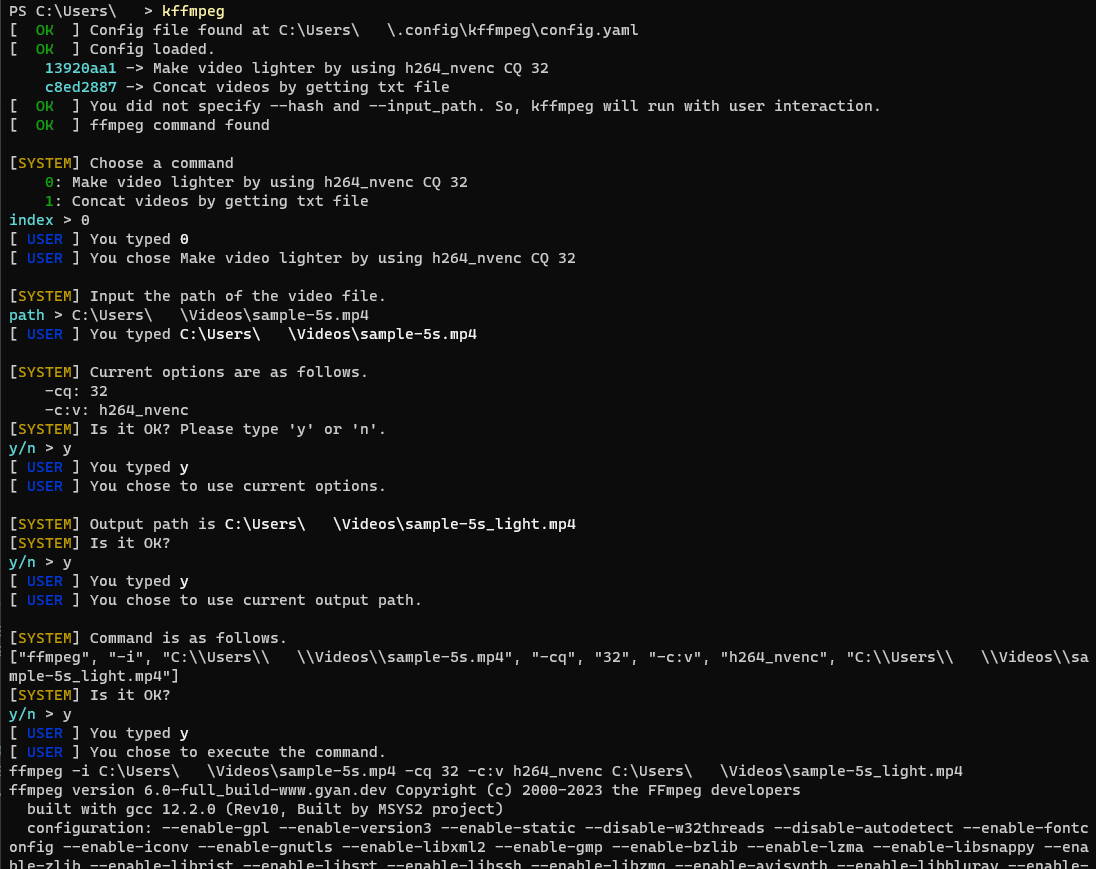 PS C:\Users\   > kffmpeg
[  OK  ] Config file found at C:\Users\   \.config\kffmpeg\config.yaml
[  OK  ] Config loaded.
    13920aa1 -> Make video lighter by using h264_nvenc CQ 32
    c8ed2887 -> Concat videos by getting txt file
[  OK  ] You did not specify --hash and --input_path. So, kffmpeg will run with user interaction.
[  OK  ] ffmpeg command found
[SYSTEM] Choose a command
    0: Make video lighter by using h264_nvenc CQ 32
    1: Concat videos by getting txt file
index > 0
[ USER ] You typed 0
[ USER ] You chose Make video lighter by using h264_nvenc CQ 32
[SYSTEM] Input the path of the video file.
path > C:\Users\   \Videos\sample-5s.mp4
[ USER ] You typed C:\Users\   \Videos\sample-5s.mp4
[SYSTEM] Current options are as follows.
    -cq: 32
    -c:v: h264_nvenc
[SYSTEM] Is it OK? Please type 'y' or 'n'.
y/n > y
[ USER ] You typed y
[ USER ] You chose to use current options.
[SYSTEM] Output path is C:\Users\   \Videos\sample-5s_light.mp4
[SYSTEM] Is it OK?
y/n > y
[ USER ] You typed y
[ USER ] You chose to use current output path.
[SYSTEM] Command is as follows.
["ffmpeg", "-i", "C:\\Users\\   \\Videos\\sample-5s.mp4", "-cq", "32", "-c:v", "h264_nvenc", "C:\\Users\\   \\Videos\\sa
mple-5s_light.mp4"]
[SYSTEM] Is it OK?
y/n > y
[ USER ] You typed y
[ USER ] You chose to execute the command.
ffmpeg -i C:\Users\   \Videos\sample-5s.mp4 -cq 32 -c:v h264_nvenc C:\Users\   \Videos\sample-5s_light.mp4
ffmpeg version 6.0-full_build-www.gyan.dev Copyright (c) 2000-2023 the FFmpeg developers
  built with gcc 12.2.0 (Rev10, Built by MSYS2 project)
  configuration: --enable-gpl --enable-version3 --enable-static --disable-w32threads --disable-autodetect --enable-fontc
onfig --enable-iconv --enable-gnutls --enable-libxml2 --enable-gmp --enable-bzlib --enable-lzma --enable-libsnappy --ena
ble-zlib --enable-librist --enable-libsrt --enable-libssh --enable-libzmq --enable-avisynth --enable-libbluray --enable-